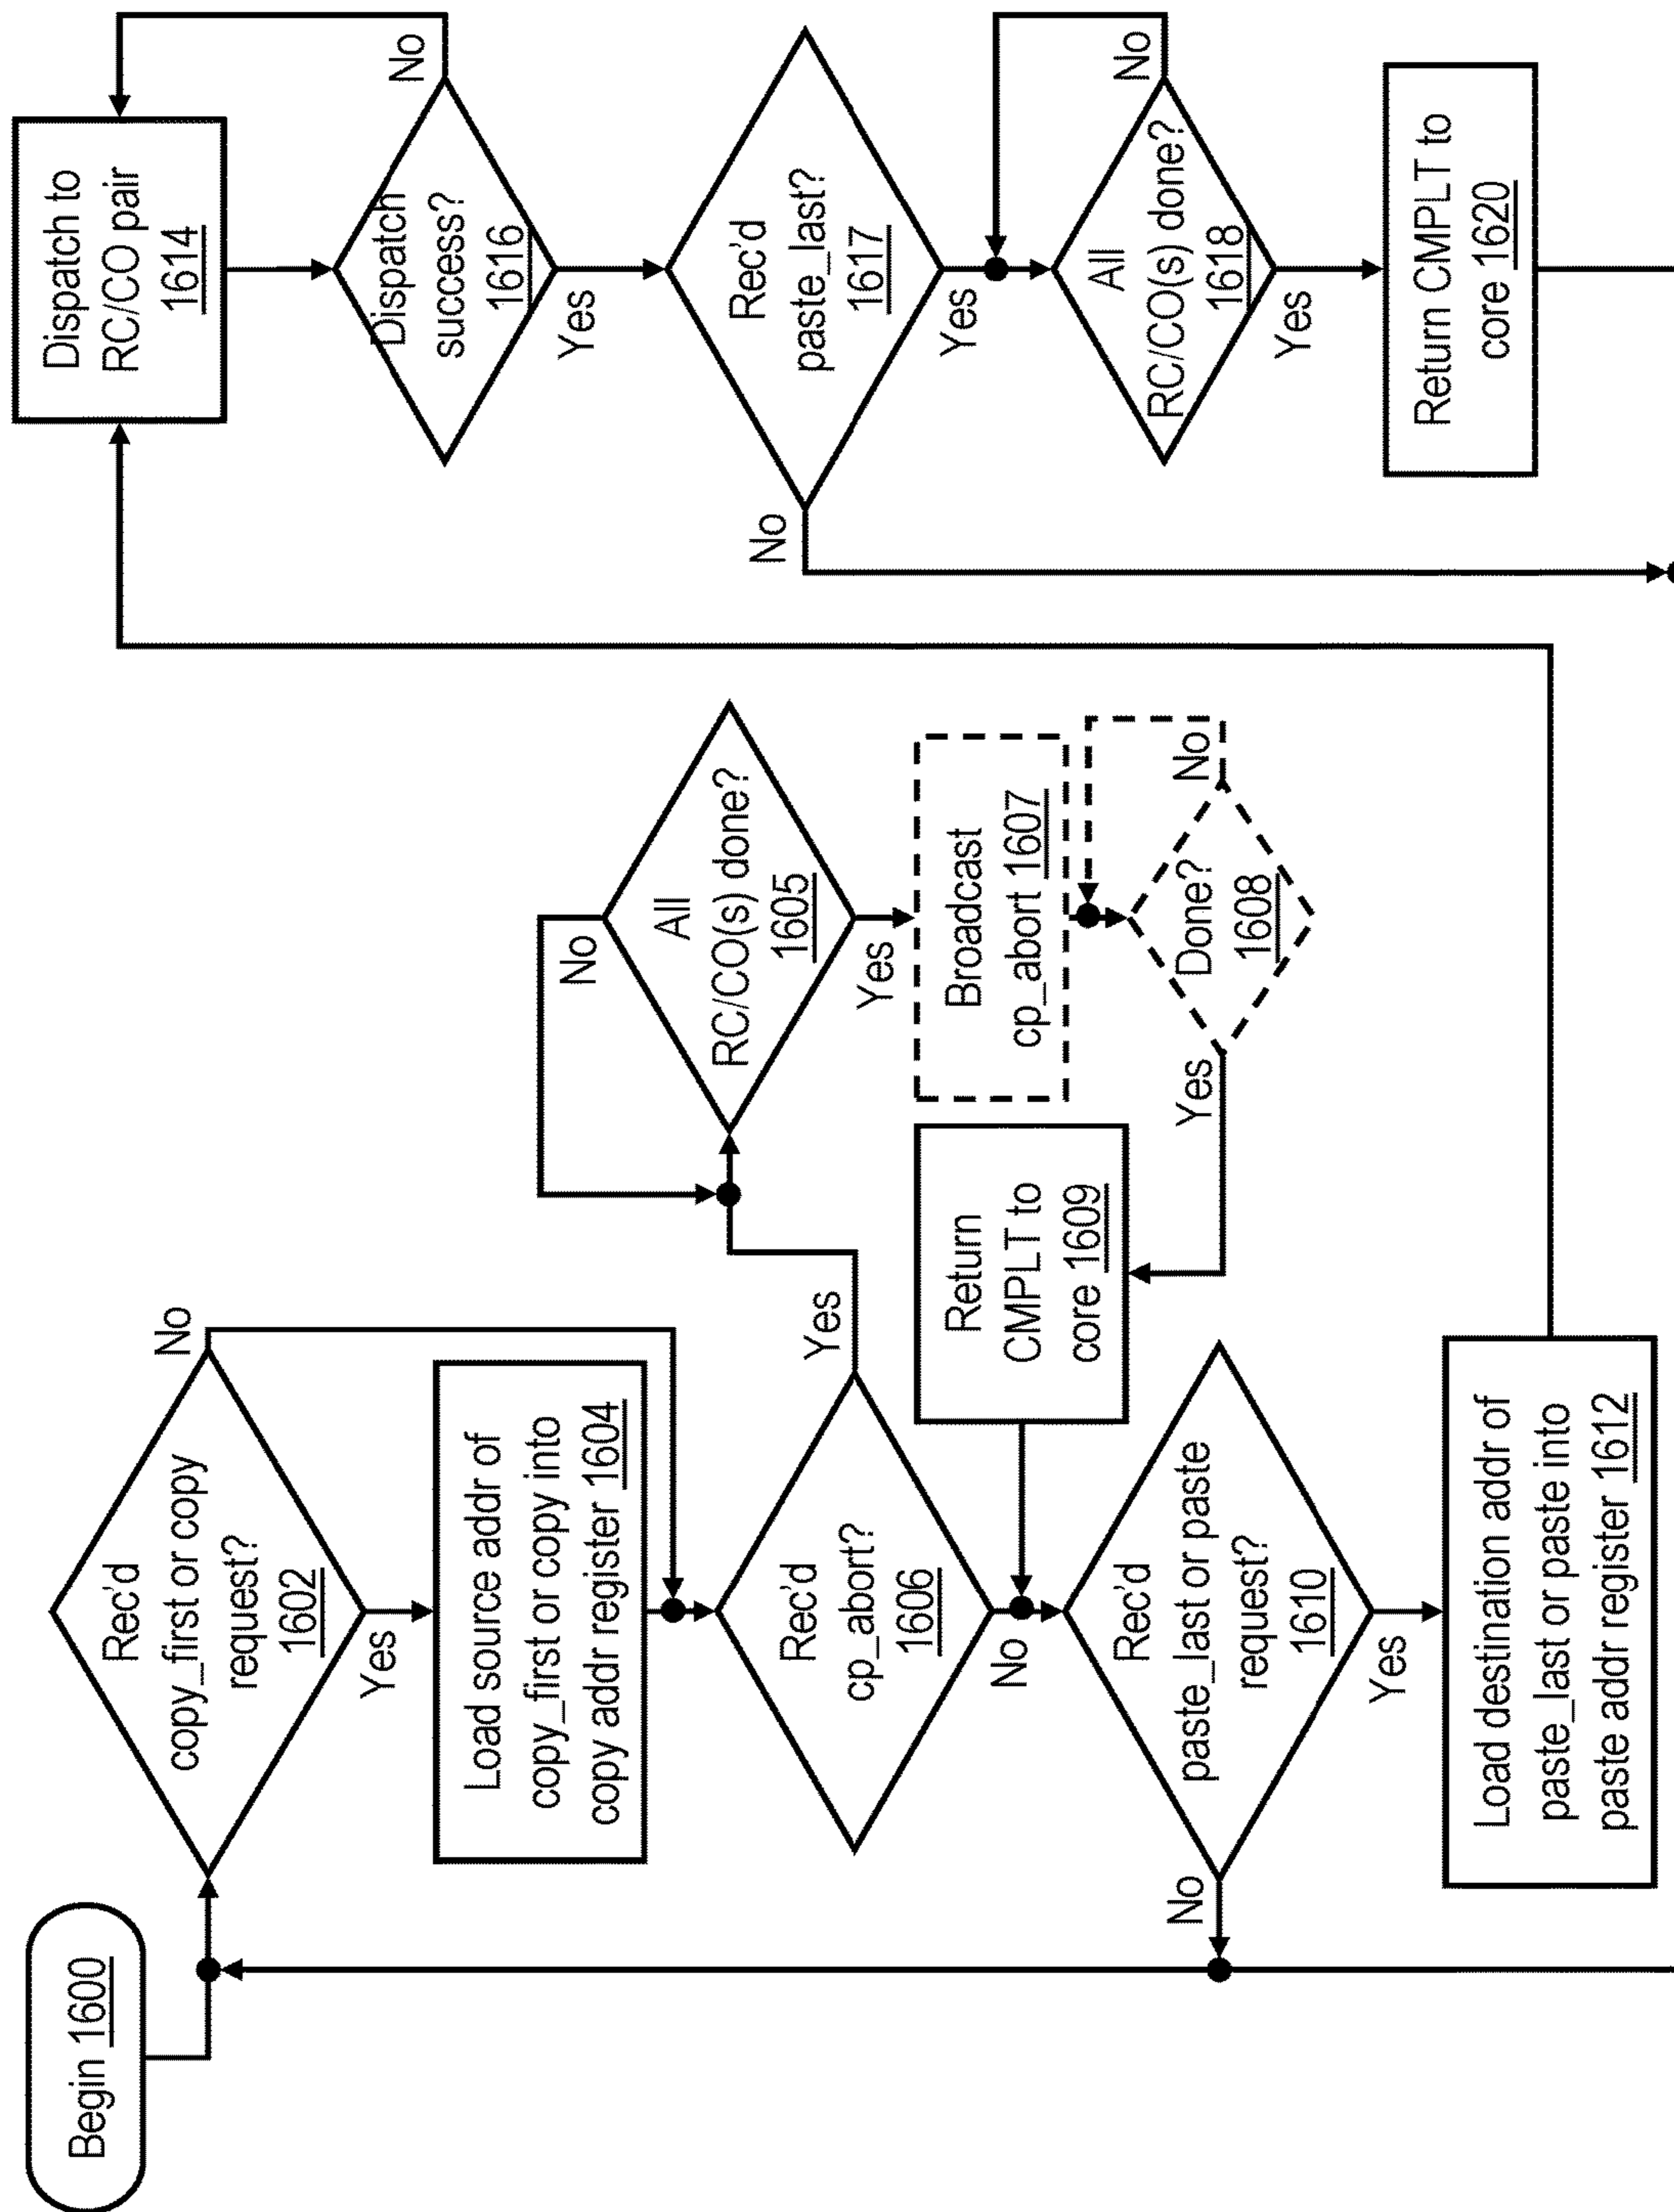 Begin 1600
Rec'd
copy_first or copy
request?
1602
No
Yes
Load source addr of
copy_first or copy into
copy addr register 1604
Rec'd
cp_abort?
1606
Yes
No
All
RC/CO(s) done?
1605
No
Yes
Broadcast
cp_abort 1607
Done?
1608
No
Yes
Return
CMPLT to
core 1609
Rec'd
paste_last or paste
request?
1610
No
Yes
Load destination addr of
paste_last or paste into
paste addr register 1612
Dispatch to
RC/CO pair
1614
Dispatch
success?
1616
No
Yes
Rec'd
paste_last?
1617
No
Yes
All
RC/CO(s) done?
1618
No
Yes
Return CMPLT to
core 1620